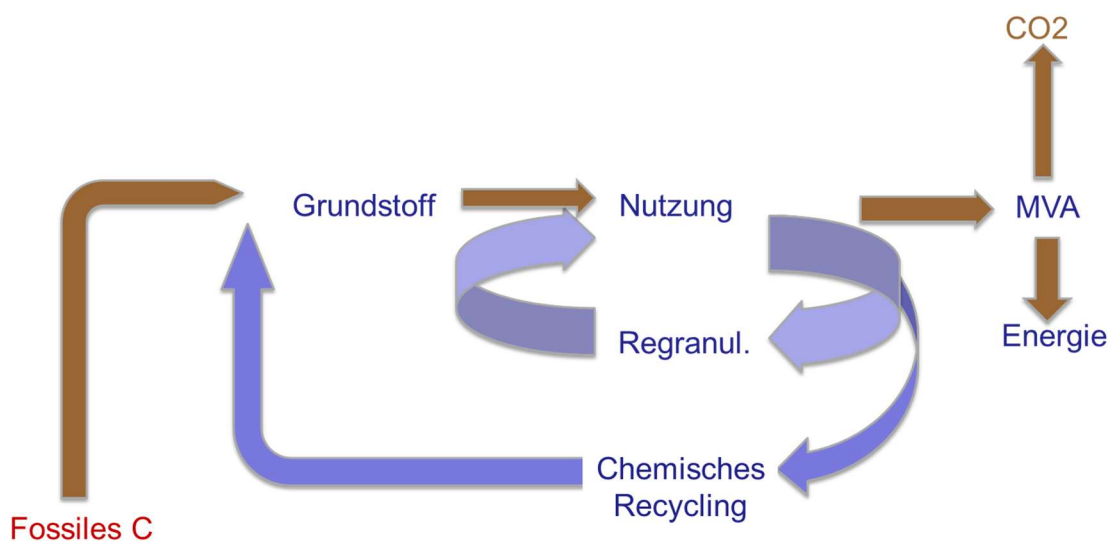 CO2
Grundstoff
Nutzung
MVA
Regranul.
Energie
Chemisches
Recycling
Fossiles C